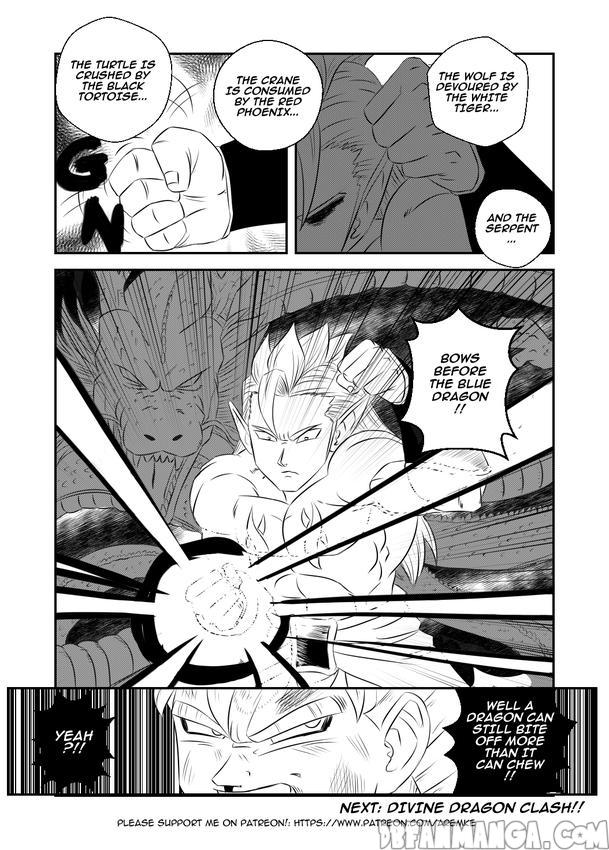 THE TURTLE IS
CRUSHED BY
THE BLACK
TORTOISE...
THE CRANE
IS CONSUMED
BY THE RED
PHOENIX...
THE WOLF IS
DEVOURED BY
THE WHITE
TIGER...
AND THE
SERPENT
...
GN
BOWS
BEFORE
THE BLUE
DRAGON
!!
YEAH
?!!
WELL A
DRAGON CAN
STILL BITE
OFF MORE
THAN IT
CAN CHEW
!!
NEXT: DIVINE DRAGON CLASH!!
PLEASE SUPPORT ME ON PATREON!: HTTPS://WWW.PATREON.COM/APEMKE
DBFANMANGA.COM